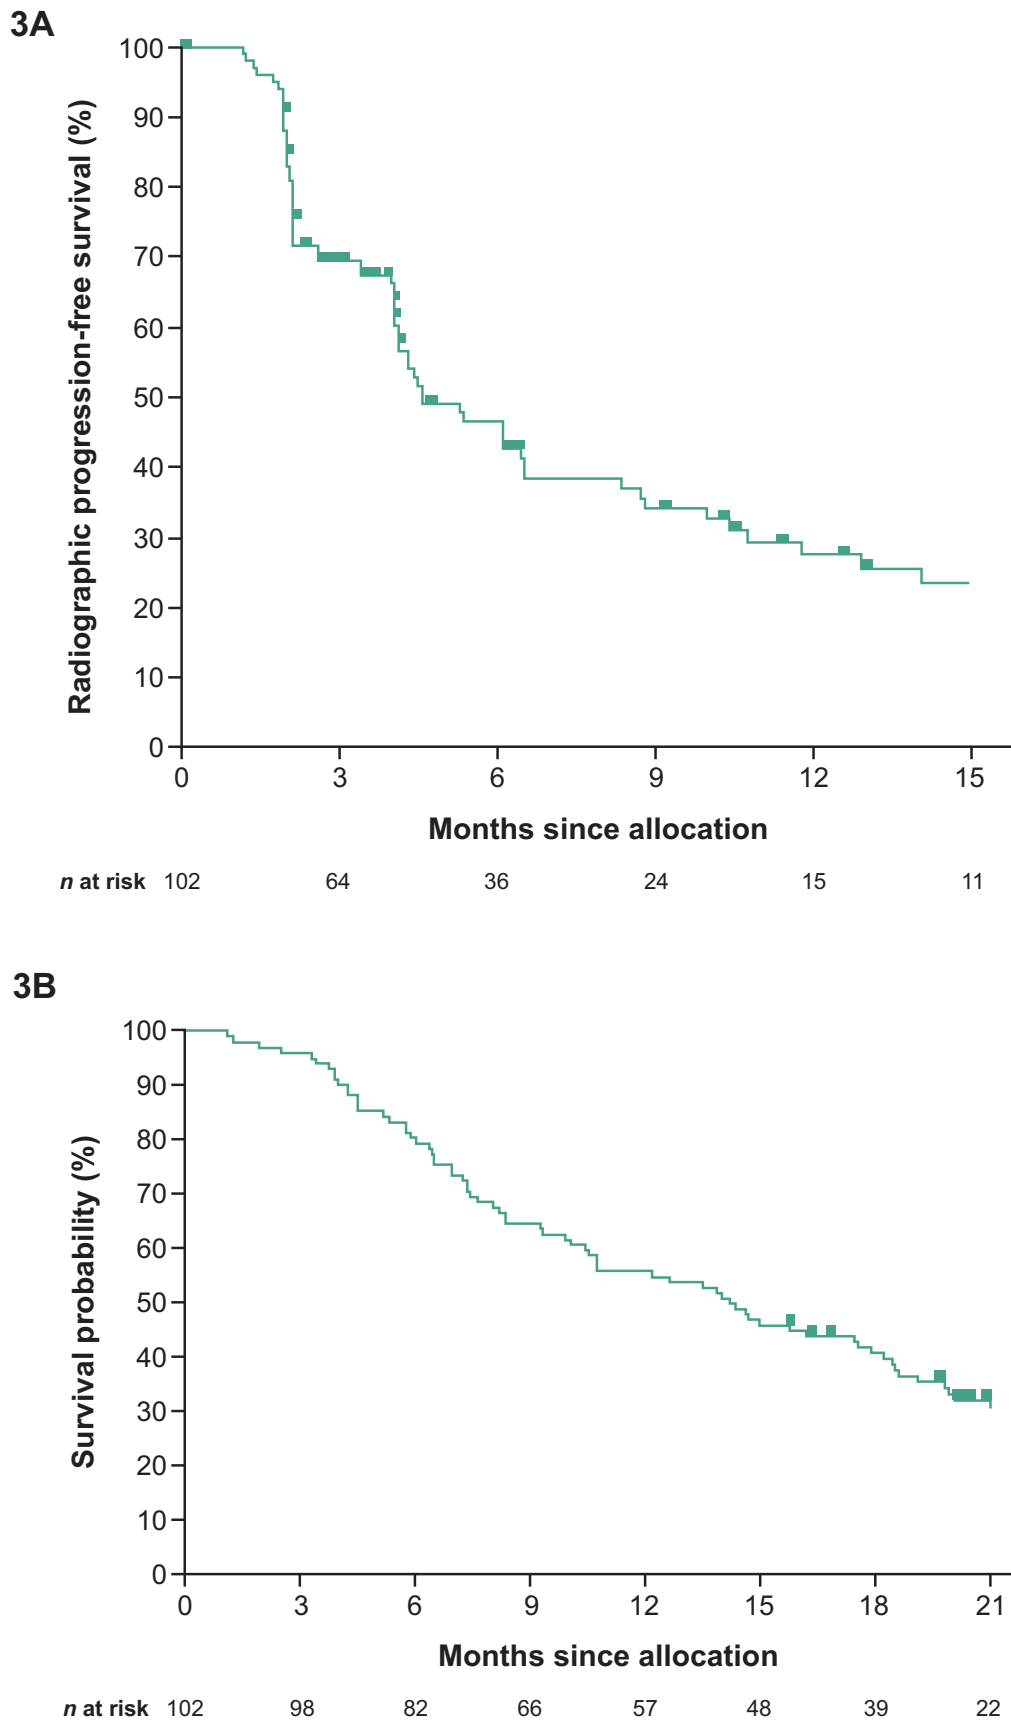 3A
Radiographic progression-free survival (%)
100
90
80
70
60
50
40
30
20
10
0
0 3 6 9 12 15
Months since allocation
n at risk 102 64 36 24 15 11
3B
Survival probability (%)
100
90
80
70
60
50
40
30
20
10
0
0 3 6 9 12 15 18 21
Months since allocation
n at risk 102 98 82 66 57 48 39 22